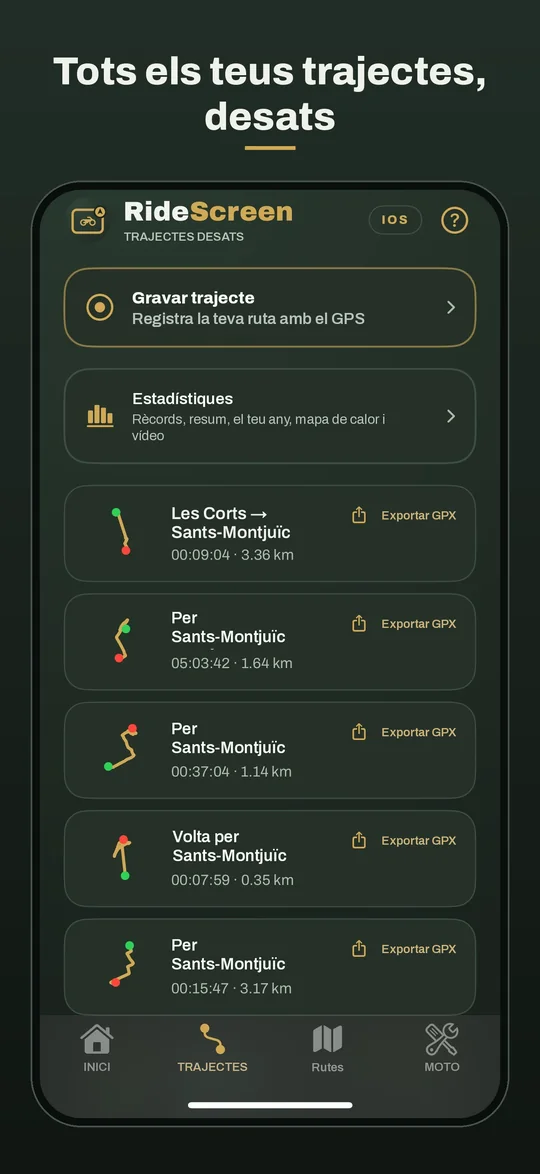 Tots els teus trajectes,
desats
RideScreen
TRAJECTES DESATS
IOS
?
Gravar trajecte
Registra la teva ruta amb el GPS
Estadístiques
Rècords, resum, el teu any, mapa de calor i
vídeo
Les Corts →
Sants-Montjuïc
00:09:04 · 3.36 km
Exportar GPX
Per
Sants-Montjuïc
05:03:42 · 1.64 km
Exportar GPX
Per
Sants-Montjuïc
00:37:04 · 1.14 km
Exportar GPX
Volta per
Sants-Montjuïc
00:07:59 · 0.35 km
Exportar GPX
Per
Sants-Montjuïc
00:15:47 · 3.17 km
Exportar GPX
INICI
TRAJECTES
Rutes
MOTO